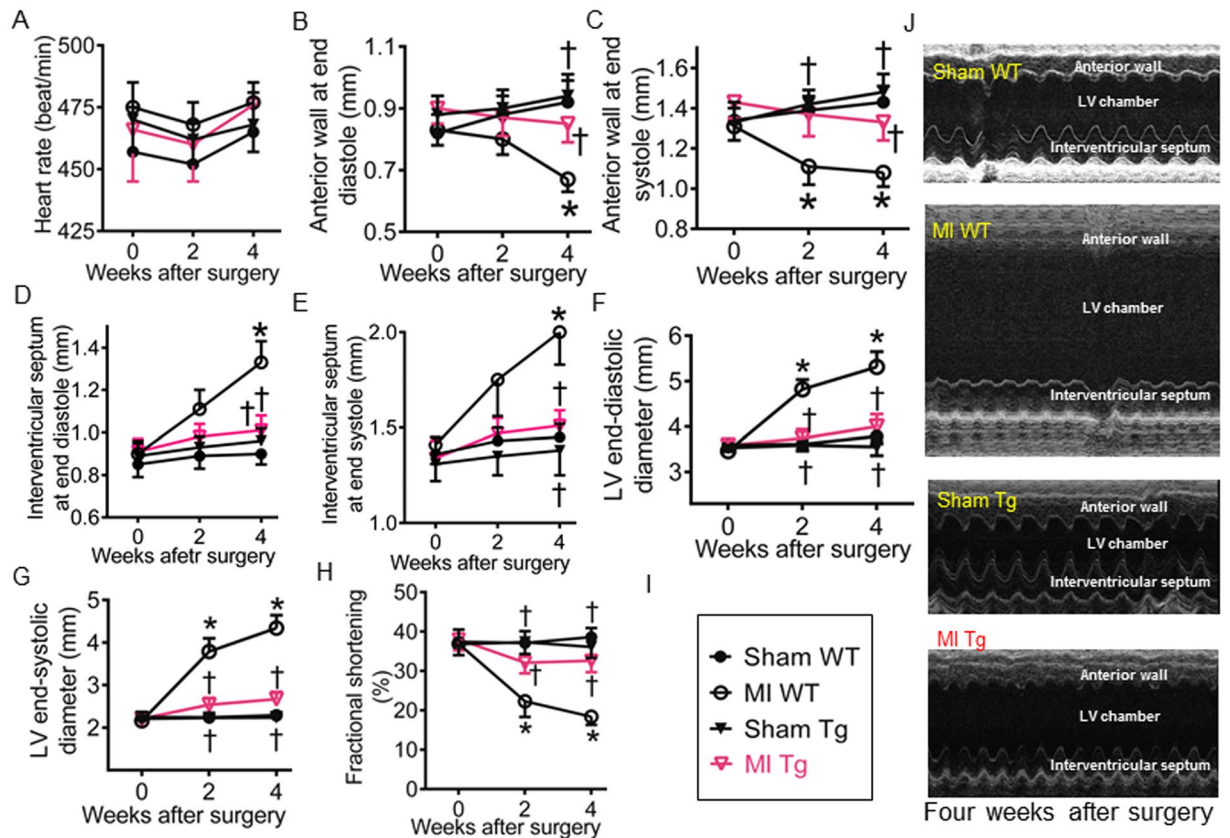 A
Heart rate (beat/min)
500
475
450
425
0 2 4
Weeks after surgery
B
Anterior wall at end
diastole (mm)
1.1
0.9
0.7
0.5
†
†
*
0 2 4
Weeks after surgery
C
Anterior wall at end
systole (mm)
1.8
1.6
1.4
1.2
1.0
0.8
† †
†
* *
0 2 4
Weeks after surgery
D
Interventricular septum
at end diastole (mm)
1.4
1.2
1.0
0.8
0.6
*
† †
0 2 4
Weeks afetr surgery
E
Interventricular septum
at end systole (mm)
2.0
1.5
1.0
*
†
†
0 2 4
Weeks after surgery
F
LV end-diastolic
diameter (mm)
6
5
4
3
* *
† †
† †
0 2 4
Weeks after surgery
G
LV end-systolic
diameter (mm)
5
4
3
2
* *
† †
† †
0 2 4
Weeks after surgery
H
Fractional shortening
(%)
50
40
30
20
10
0
† †
† †
* *
0 2 4
Weeks after surgery
I
Sham WT
MI WT
Sham Tg
MI Tg
J
Sham WT
Anterior wall
LV chamber
Interventricular septum
MI WT
Anterior wall
LV chamber
Interventricular septum
Sham Tg
Anterior wall
LV chamber
Interventricular septum
MI Tg
Anterior wall
LV chamber
Interventricular septum
Four weeks after surgery